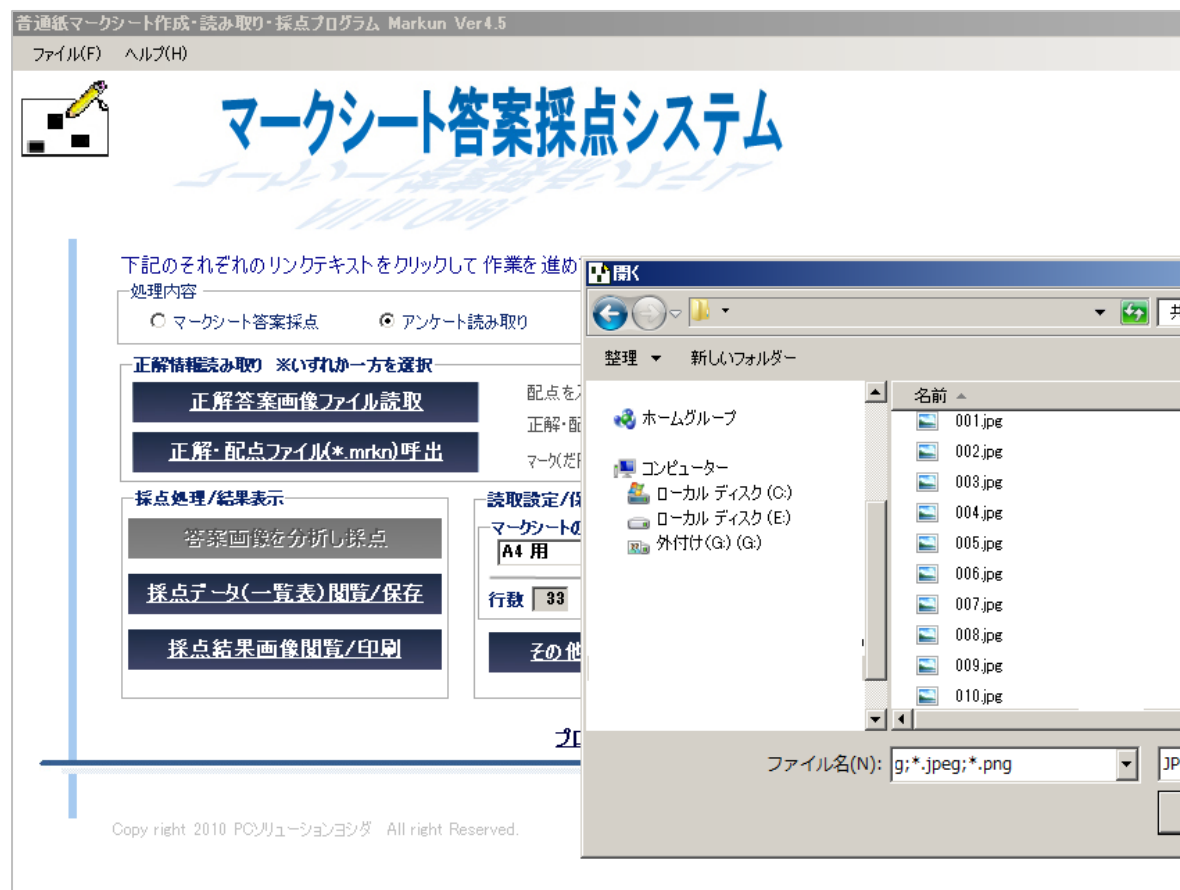 普通紙マークシート作成・読み取り・採点プログラム Markun Ver4.5
ファイル(F) ヘルプ(H)
マークシート答案採点システム
下記のそれぞれのリンクテキストをクリックして作業を進め
処理内容
マークシート答案採点 アンケート読み取り
正解情報読み取り ※いずれか一方を選択
正解答案画像ファイル読取
配点を
正解・配点ファイル(*.mrkn)呼出
正解・配
マーク(だ
採点処理/結果表示
答案画像を分析し採点
採点データ(一覧表)閲覧/保存
採点結果画像閲覧/印刷
読取設定/保
マークシートの
A4 用
行数 33
その他
プロ
Copy right 2010 PCソリューションヨシダ All right Reserved.
開く
共
整理 新しいフォルダー
ホームグループ
コンピューター
ローカル ディスク (C:)
ローカル ディスク (E:)
外付け(G:) (G:)
名前
001.jpg
002.jpg
003.jpg
004.jpg
005.jpg
006.jpg
007.jpg
008.jpg
009.jpg
010.jpg
ファイル名(N): g;*.jpeg;*.png
JP